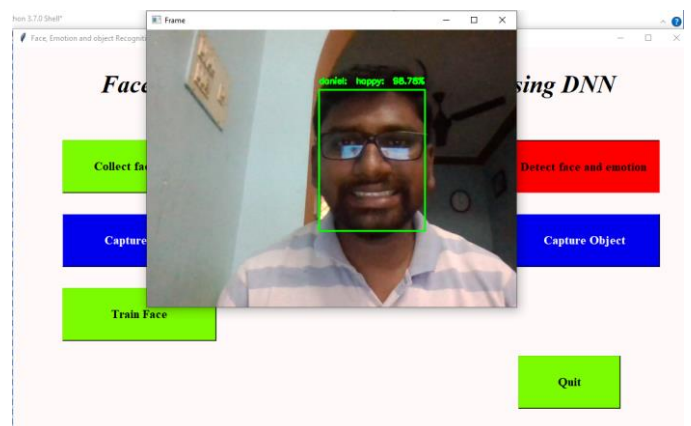 hon 3.7.0 Shell*
Frame
Face, Emotion and object Recogniti
Face
sing DNN
daniel: happy: 98.78%
Collect fac
Detect face and emotion
Capture
Capture Object
Train Face
Quit